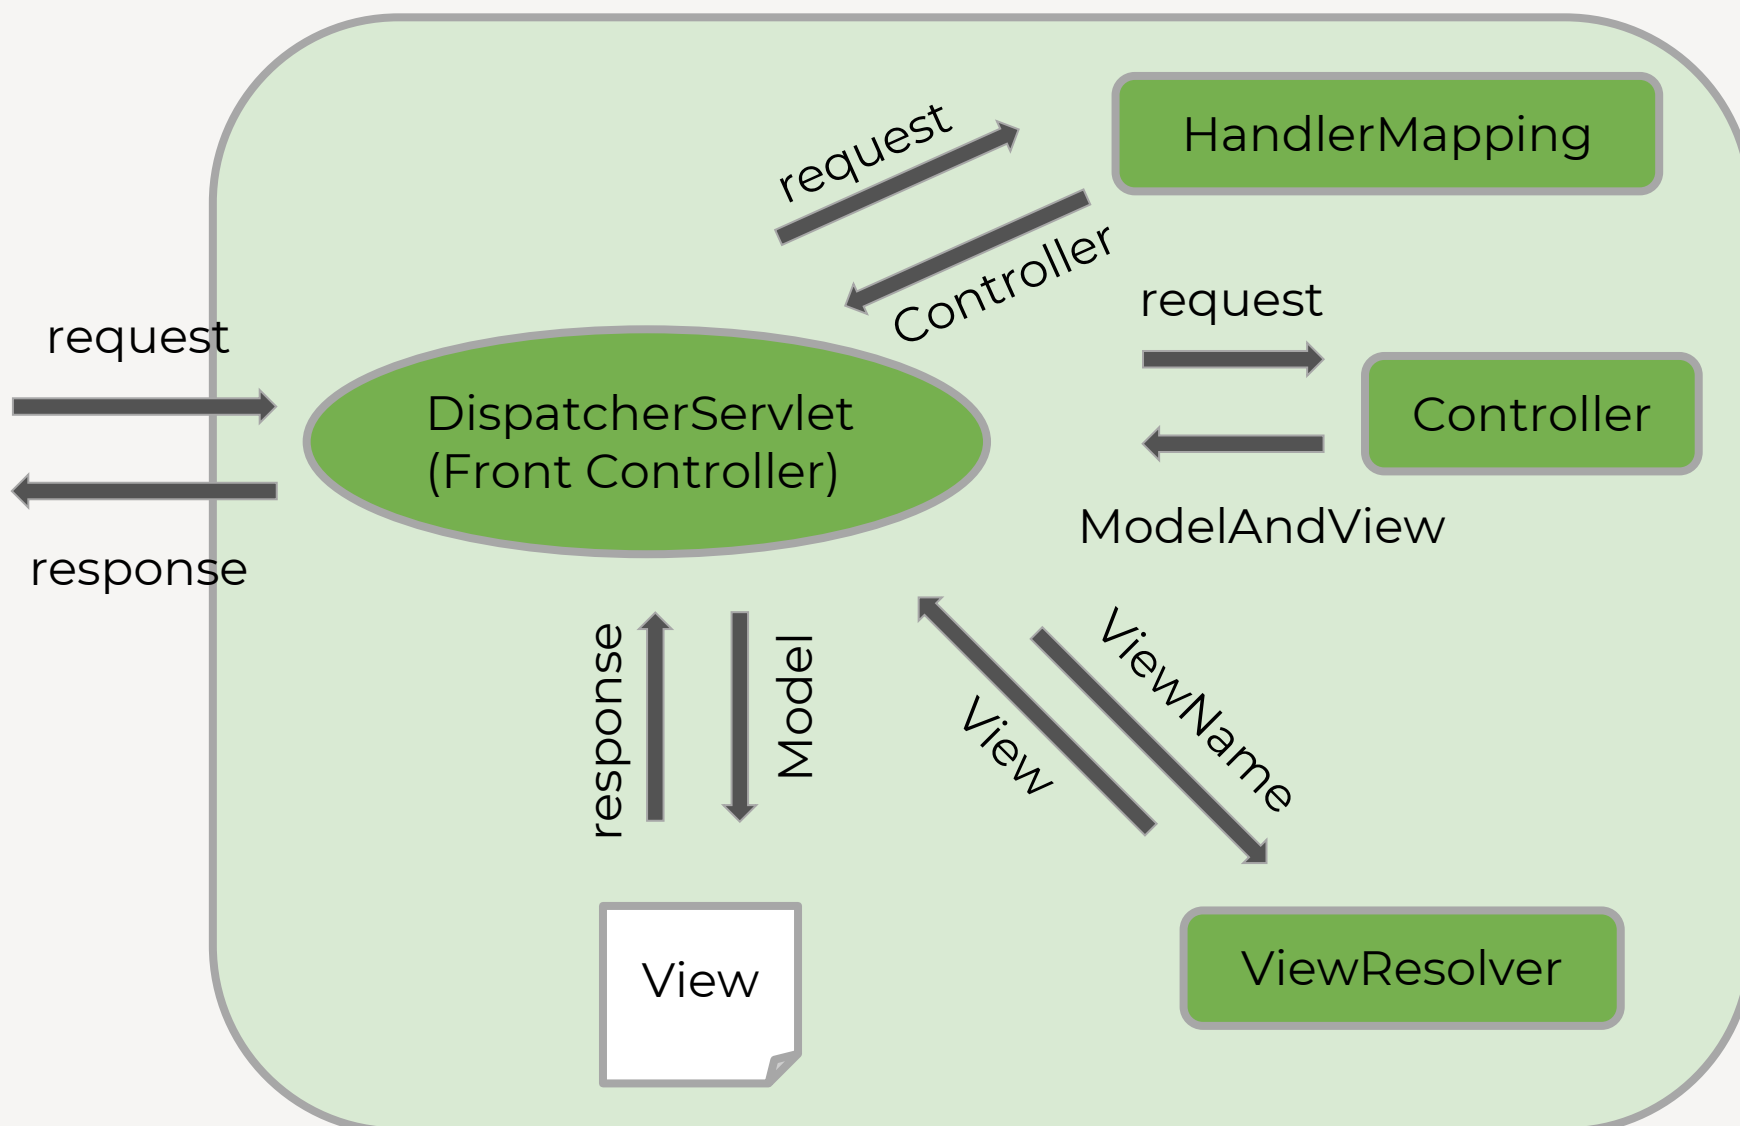 request
HandlerMapping
Controller
request
request
Controller
DispatcherServlet
(Front Controller)
ModelAndView
response
response
Model
View
ViewName
View
ViewResolver